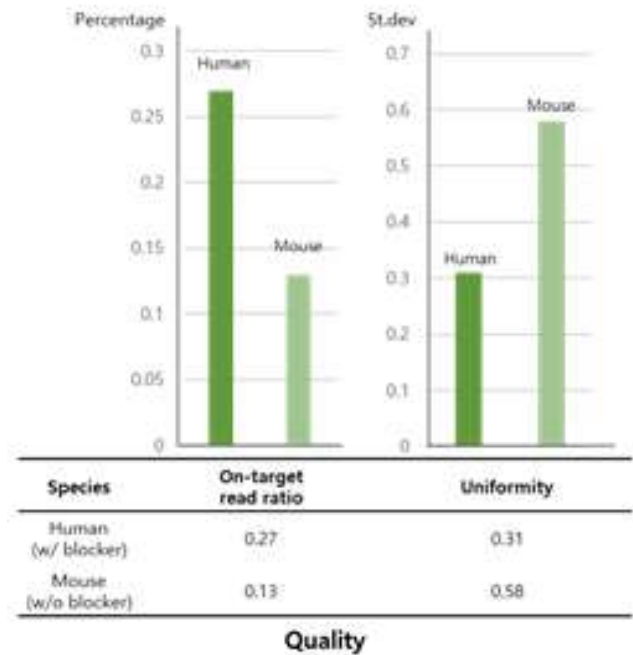 Percentage
0.3
Human
0.25
0.2
Mouse
0.15
0.1
0.05
0
St.dev
0.7
Mouse
0.6
0.5
0.4
Human
0.3
0.2
0.1
0
Species On-target read ratio Uniformity
Human (w/ blocker) 0.27 0.31
Mouse (w/o blocker) 0.13 0.58
Quality